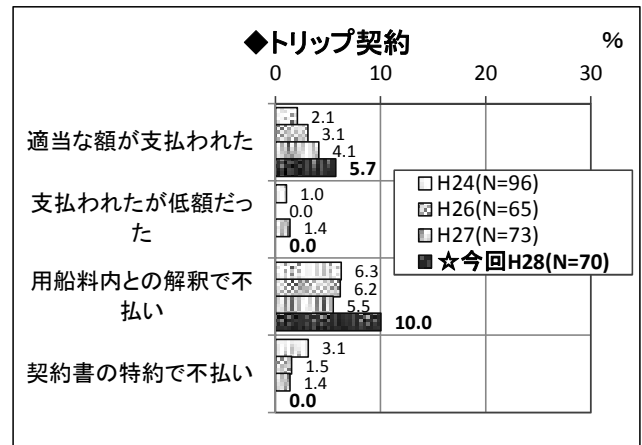 ◆トリップ契約
%
0 10 20 30
適当な額が支払われた
2.1
3.1
4.1
5.7
支払われたが低額だっ
た
1.0
0.0
1.4
0.0
用船料内との解釈で不
払い
6.3
6.2
5.5
10.0
契約書の特約で不払い
3.1
1.5
1.4
0.0
H24(N=96)
H26(N=65)
H27(N=73)
☆今回H28(N=70)